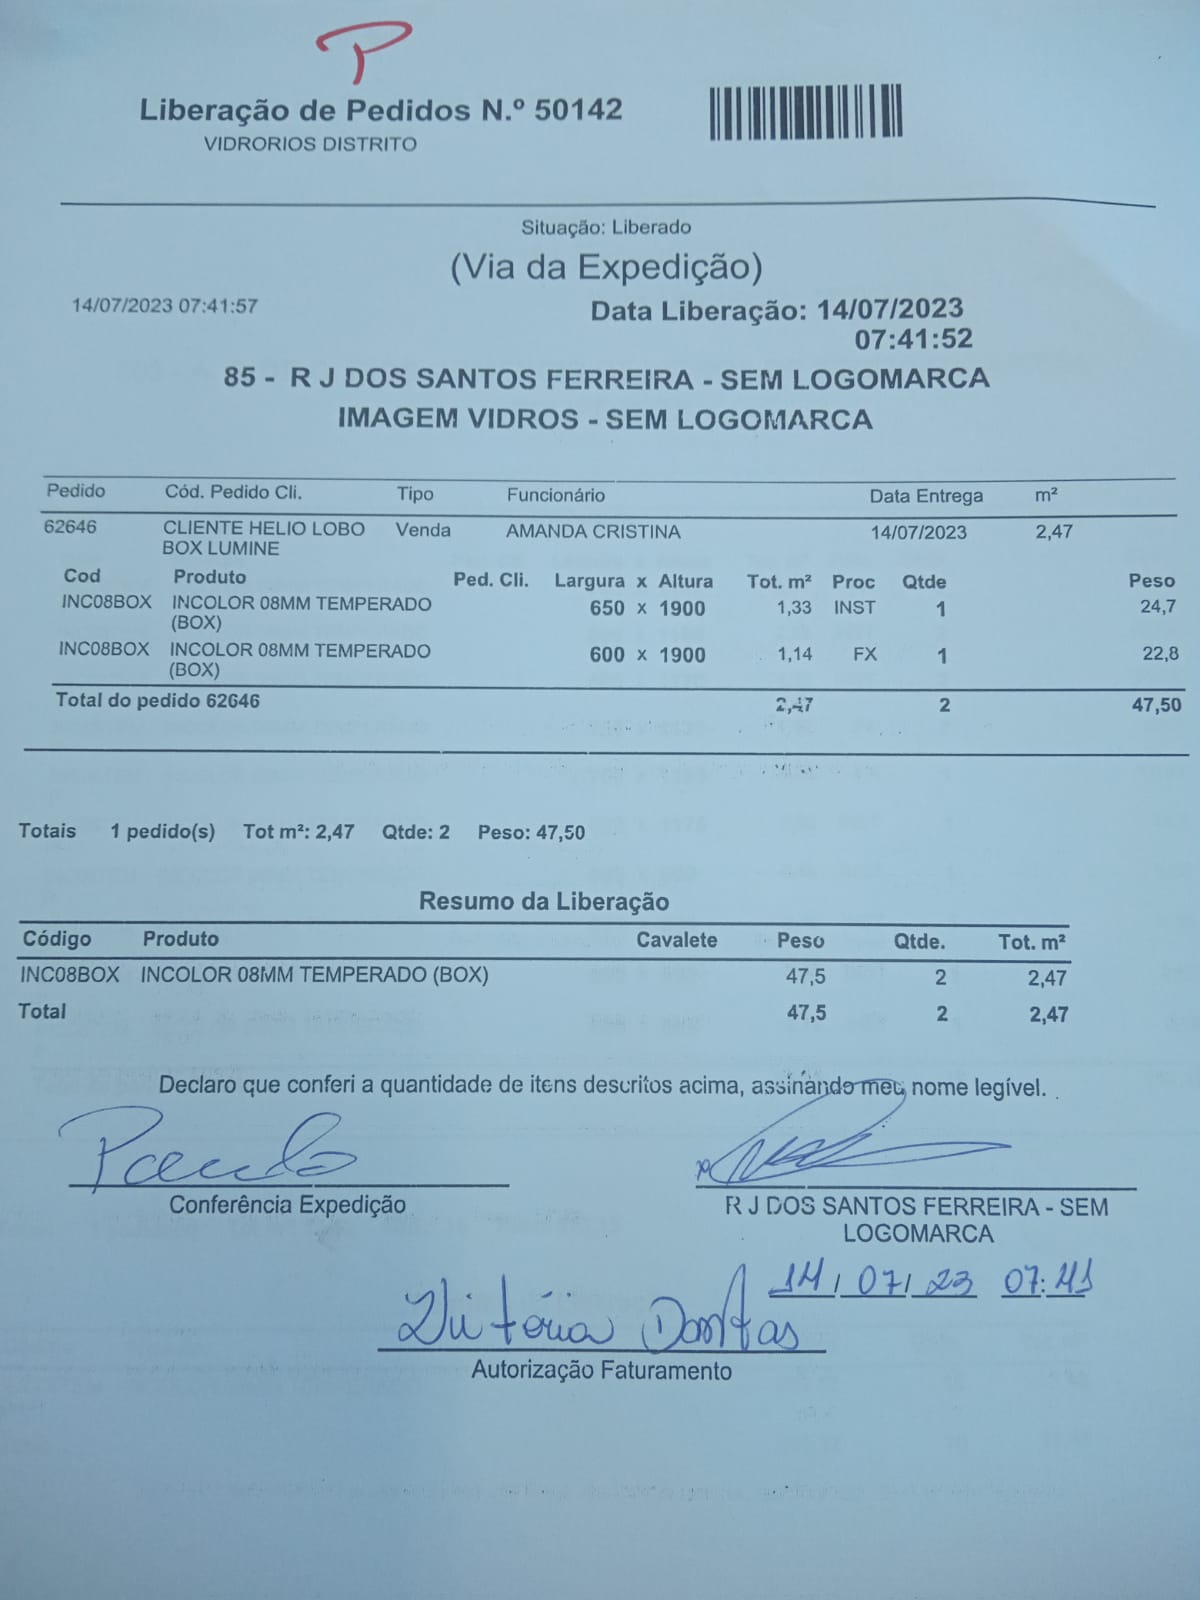 P
Liberação de Pedidos N.º 50142
VIDRORIOS DISTRITO
Situação: Liberado
(Via da Expedição)
14/07/2023 07:41:57
Data Liberação: 14/07/2023
07:41:52
85 - R J DOS SANTOS FERREIRA - SEM LOGOMARCA
IMAGEM VIDROS - SEM LOGOMARCA
Pedido Cód. Pedido Cli. Tipo Funcionário Data Entrega m²
62646 CLIENTE HELIO LOBO Venda AMANDA CRISTINA 14/07/2023 2,47
BOX LUMINE
Cod Produto Ped. Cli. Largura x Altura Tot. m² Proc Qtde Peso
INC08BOX INCOLOR 08MM TEMPERADO 650 x 1900 1,33 INST 1 24,7
(BOX)
INC08BOX INCOLOR 08MM TEMPERADO 600 x 1900 1,14 FX 1 22,8
(BOX)
Total do pedido 62646 2,47 2 47,50
Totais 1 pedido(s) Tot m²: 2,47 Qtde: 2 Peso: 47,50
Resumo da Liberação
Código Produto Cavalete Peso Qtde. Tot. m²
INC08BOX INCOLOR 08MM TEMPERADO (BOX) 47,5 2 2,47
Total 47,5 2 2,47
Declaro que conferi a quantidade de itens descritos acima, assinando meu nome legível.
Conferência Expedição
R J DOS SANTOS FERREIRA - SEM
LOGOMARCA
14/07/23 07:41
Vitória Dantas
Autorização Faturamento